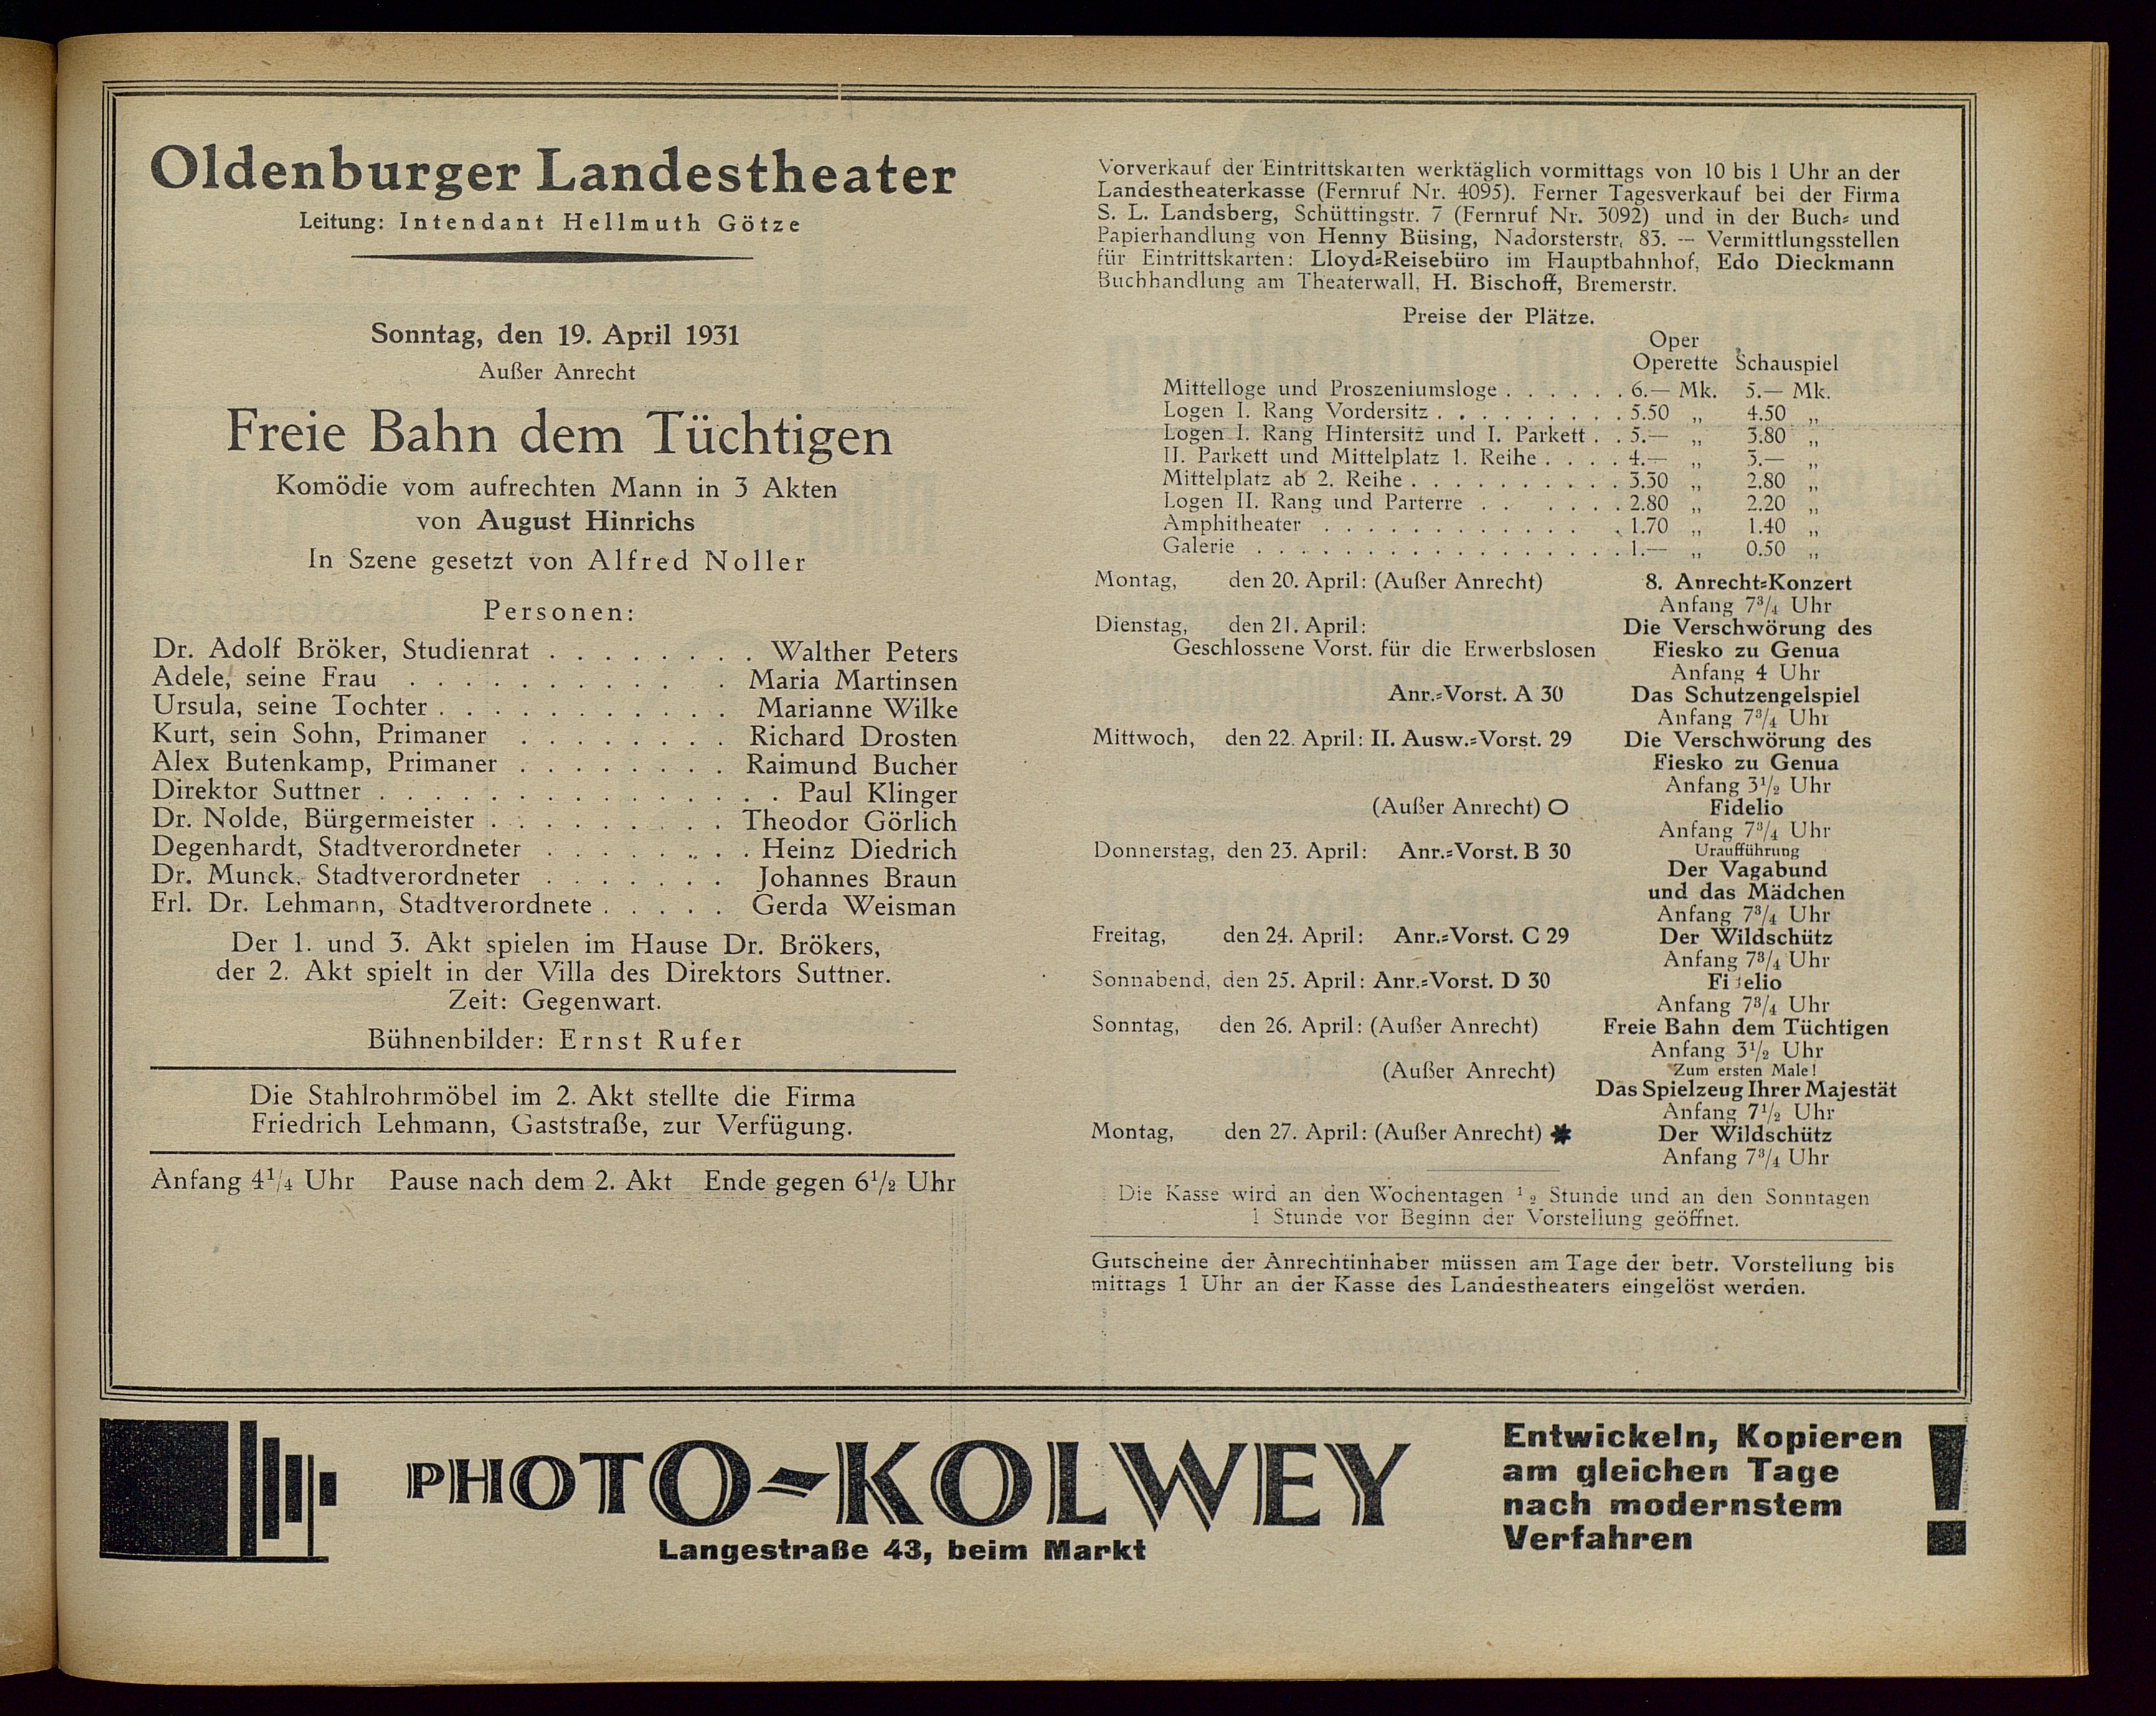 Oldenburger Landestheater
Leitung: Intendant Hellmuth Götze
Sonntag, den 19. April 1931
Außer Anrecht
Freie Bahn dem Tüchtigen
Komödie vom aufrechten Mann in 3 Akten
von August Hinrichs
In Szene gesetzt von Alfred Noller
Personen:
Dr. Adolf Bröker, Studienrat . . . . . . . . Walther Peters
Adele, seine Frau . . . . . . . . . . . . Maria Martinsen
Ursula, seine Tochter . . . . . . . . . . . Marianne Wilke
Kurt, sein Sohn, Primaner . . . . . . . . Richard Drosten
Alex Butenkamp, Primaner . . . . . . . . Raimund Bucher
Direktor Suttner . . . . . . . . . . . . . . . Paul Klinger
Dr. Nolde, Bürgermeister . . . . . . . . . Theodor Görlich
Degenhardt, Stadtverordneter . . . . . . . . Heinz Diedrich
Dr. Munck, Stadtverordneter . . . . . . . Johannes Braun
Frl. Dr. Lehmann, Stadtverordnete . . . . . Gerda Weisman
Der 1. und 3. Akt spielen im Hause Dr. Brökers,
der 2. Akt spielt in der Villa des Direktors Suttner.
Zeit: Gegenwart.
Bühnenbilder: Ernst Rufer
Die Stahlrohrmöbel im 2. Akt stellte die Firma
Friedrich Lehmann, Gaststraße, zur Verfügung.
Anfang 4¹/₄ Uhr Pause nach dem 2. Akt Ende gegen 6¹/₂ Uhr
Vorverkauf der Eintrittskarten werktäglich vormittags von 10 bis 1 Uhr an der
Landestheaterkasse (Fernruf Nr. 4095). Ferner Tagesverkauf bei der Firma
S. L. Landsberg, Schüttingstr. 7 (Fernruf Nr. 3092) und in der Buch- und
Papierhandlung von Henny Büsing, Nadorsterstr. 83. — Vermittlungsstellen
für Eintrittskarten: Lloyd-Reisebüro im Hauptbahnhof, Edo Dieckmann
Buchhandlung am Theaterwall, H. Bischoff, Bremerstr.
Preise der Plätze.
Oper
Operette Schauspiel
Mittelloge und Proszeniumsloge . . . . . . 6.— Mk. 5.— Mk.
Logen I. Rang Vordersitz . . . . . . . . . 5.50 „ 4.50 „
Logen I. Rang Hintersitz und I. Parkett . . 5.— „ 3.80 „
II. Parkett und Mittelplatz 1. Reihe . . . . 4.— „ 3.— „
Mittelplatz ab 2. Reihe . . . . . . . . . . 3.30 „ 2.80 „
Logen II. Rang und Parterre . . . . . . 2.80 „ 2.20 „
Amphitheater . . . . . . . . . . . . . 1.70 „ 1.40 „
Galerie . . . . . . . . . . . . . . . . 1.— „ 0.50 „
Montag, den 20. April: (Außer Anrecht) 8. Anrecht-Konzert
Anfang 7³/₄ Uhr
Dienstag, den 21. April: Die Verschwörung des
Geschlossene Vorst. für die Erwerbslosen Fiesko zu Genua
Anfang 4 Uhr
Anr.-Vorst. A 30 Das Schutzengelspiel
Anfang 7³/₄ Uhr
Mittwoch, den 22. April: II. Ausw.-Vorst. 29 Die Verschwörung des
Fiesko zu Genua
Anfang 3¹/₂ Uhr
(Außer Anrecht) O Fidelio
Anfang 7³/₄ Uhr
Uraufführung
Donnerstag, den 23. April: Anr.-Vorst. B 30 Der Vagabund
und das Mädchen
Anfang 7³/₄ Uhr
Freitag, den 24. April: Anr.-Vorst. C 29 Der Wildschütz
Anfang 7³/₄ Uhr
Sonnabend, den 25. April: Anr.-Vorst. D 30 Fidelio
Anfang 7³/₄ Uhr
Sonntag, den 26. April: (Außer Anrecht) Freie Bahn dem Tüchtigen
Anfang 3¹/₂ Uhr
Zum ersten Male!
(Außer Anrecht) Das Spielzeug Ihrer Majestät
Anfang 7¹/₂ Uhr
Montag, den 27. April: (Außer Anrecht) ✱ Der Wildschütz
Anfang 7³/₄ Uhr
Die Kasse wird an den Wochentagen ¹/₂ Stunde und an den Sonntagen
1 Stunde vor Beginn der Vorstellung geöffnet.
Gutscheine der Anrechtinhaber müssen am Tage der betr. Vorstellung bis
mittags 1 Uhr an der Kasse des Landestheaters eingelöst werden.
PHOTO-KOLWEY
Langestraße 43, beim Markt
Entwickeln, Kopieren
am gleichen Tage
nach modernstem
Verfahren !